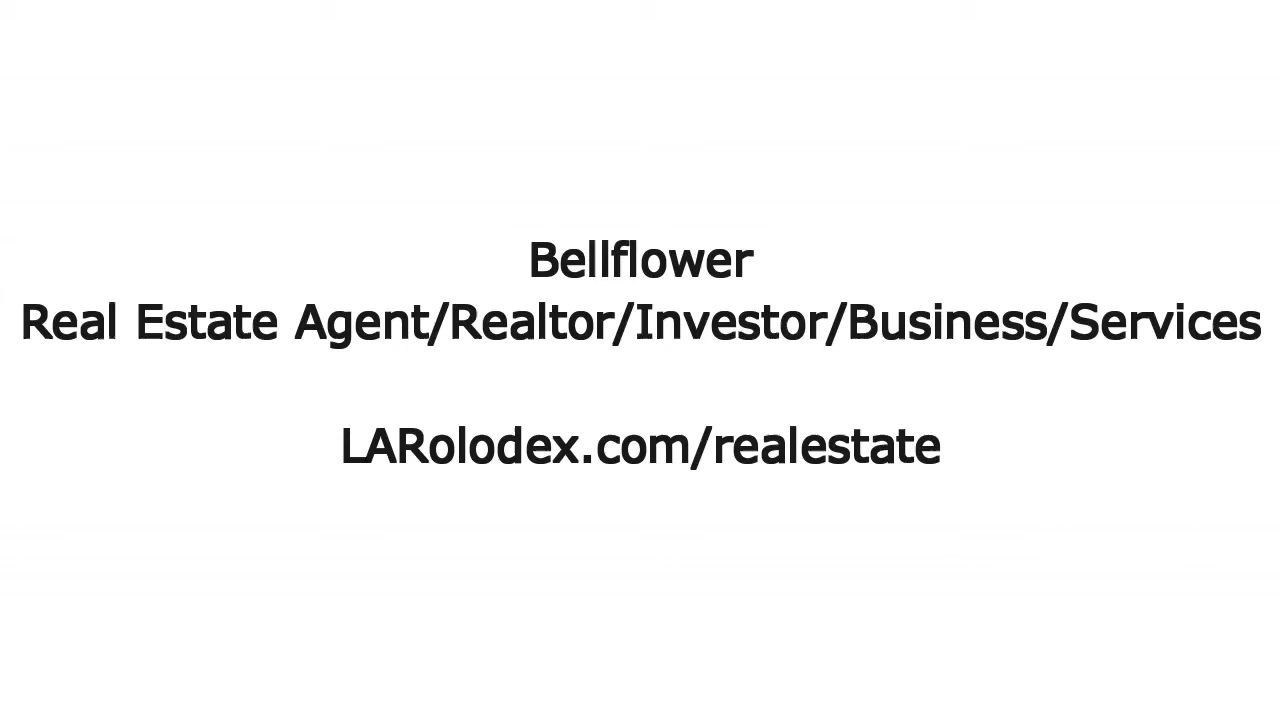 Bellflower
Real Estate Agent/Realtor/Investor/Business/Services
LARolodex.com/realestate